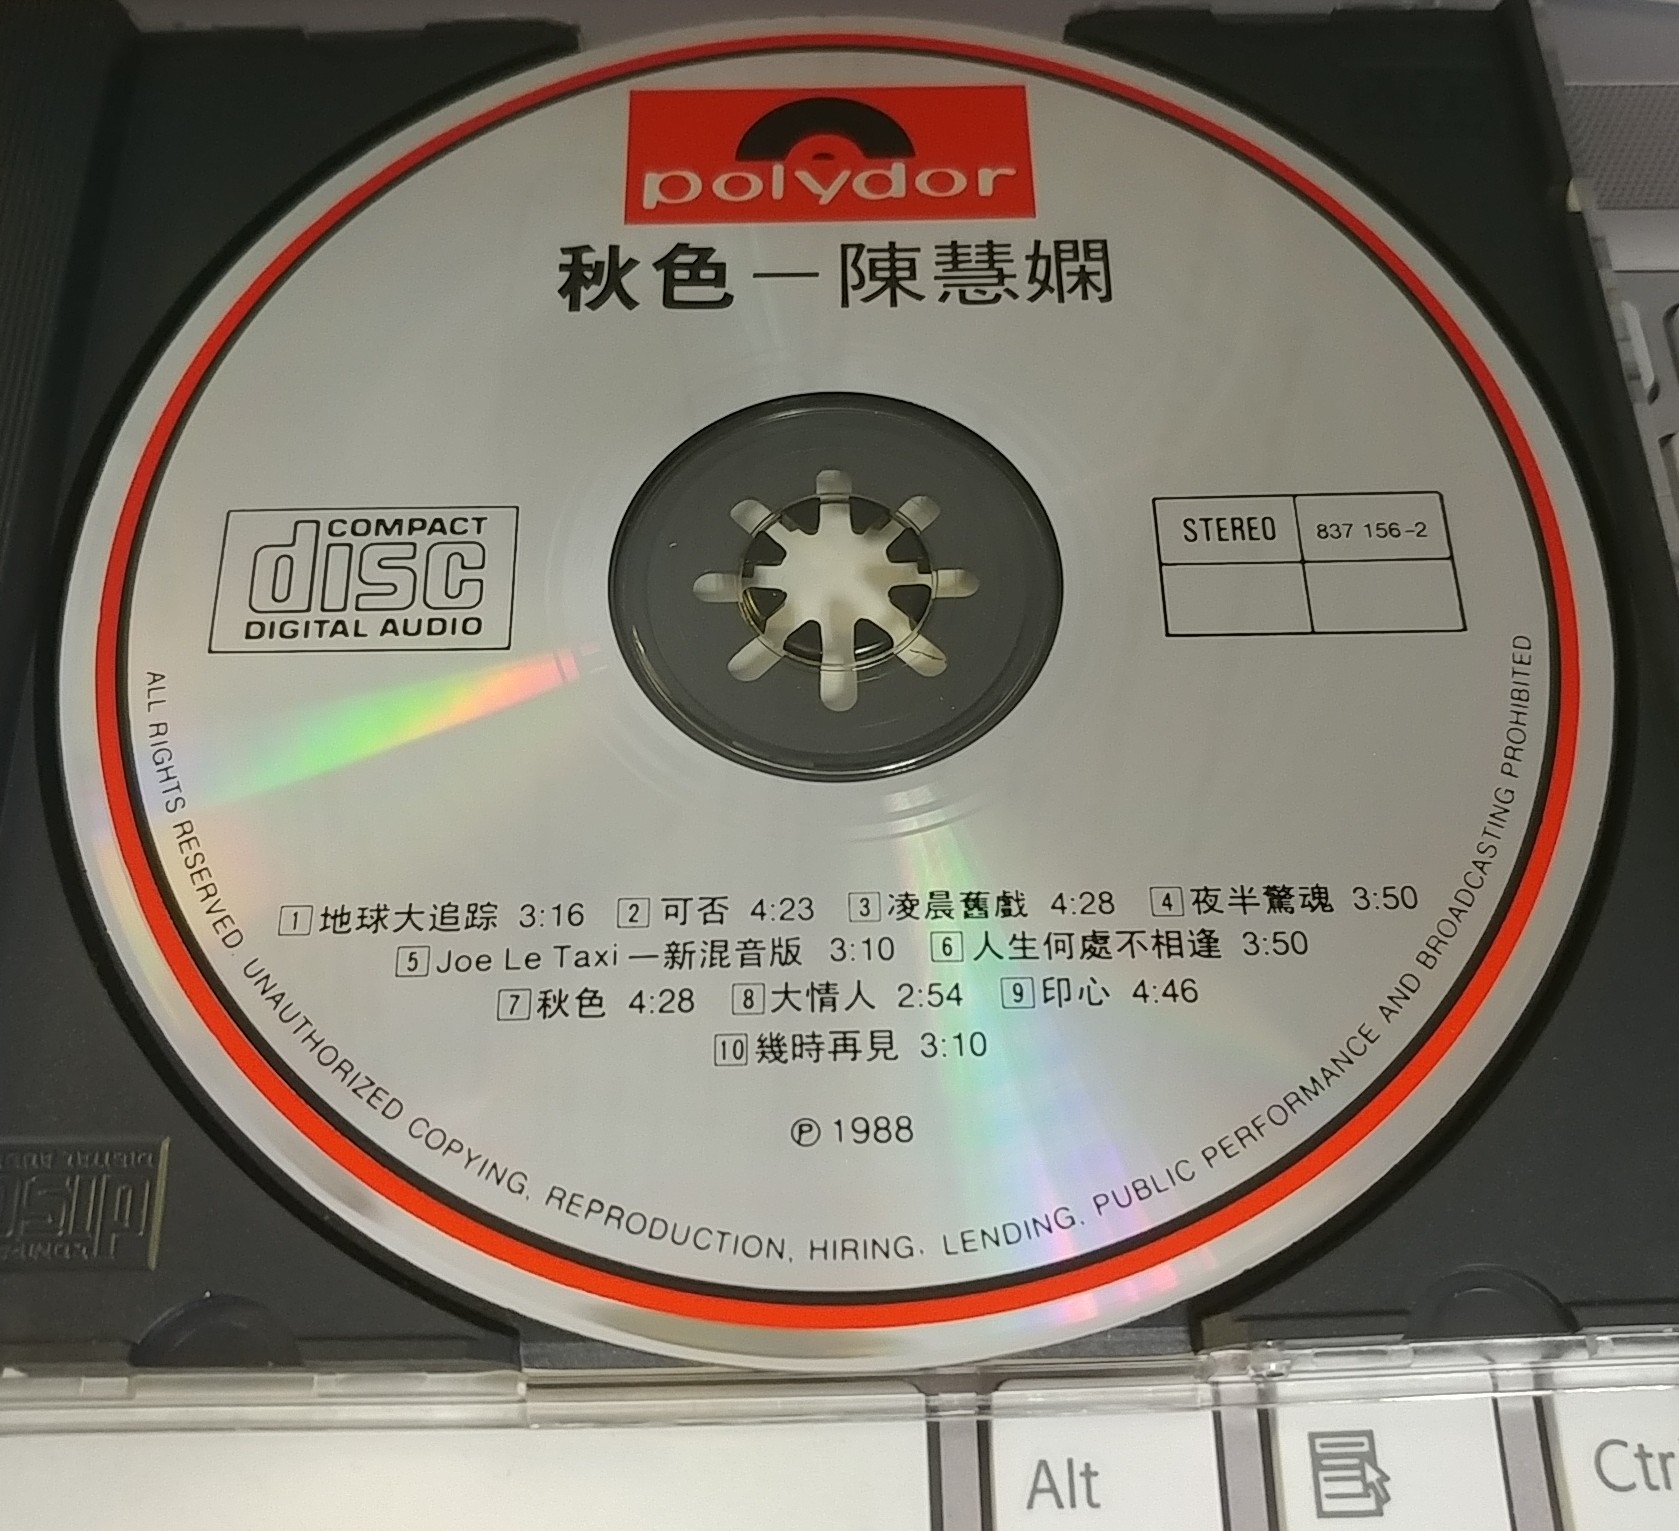 polydor
秋色－陳慧嫻
COMPACT
disc
DIGITAL AUDIO
STEREO 837 156-2
1 地球大追踪 3:16 2 可否 4:23 3 凌晨舊戲 4:28 4 夜半驚魂 3:50
5 Joe Le Taxi－新混音版 3:10 6 人生何處不相逢 3:50
7 秋色 4:28 8 大情人 2:54 9 印心 4:46
10 幾時再見 3:10
Ⓟ 1988
ALL RIGHTS RESERVED. UNAUTHORIZED COPYING, REPRODUCTION, HIRING, LENDING, PUBLIC PERFORMANCE AND BROADCASTING PROHIBITED
Alt
Ctr